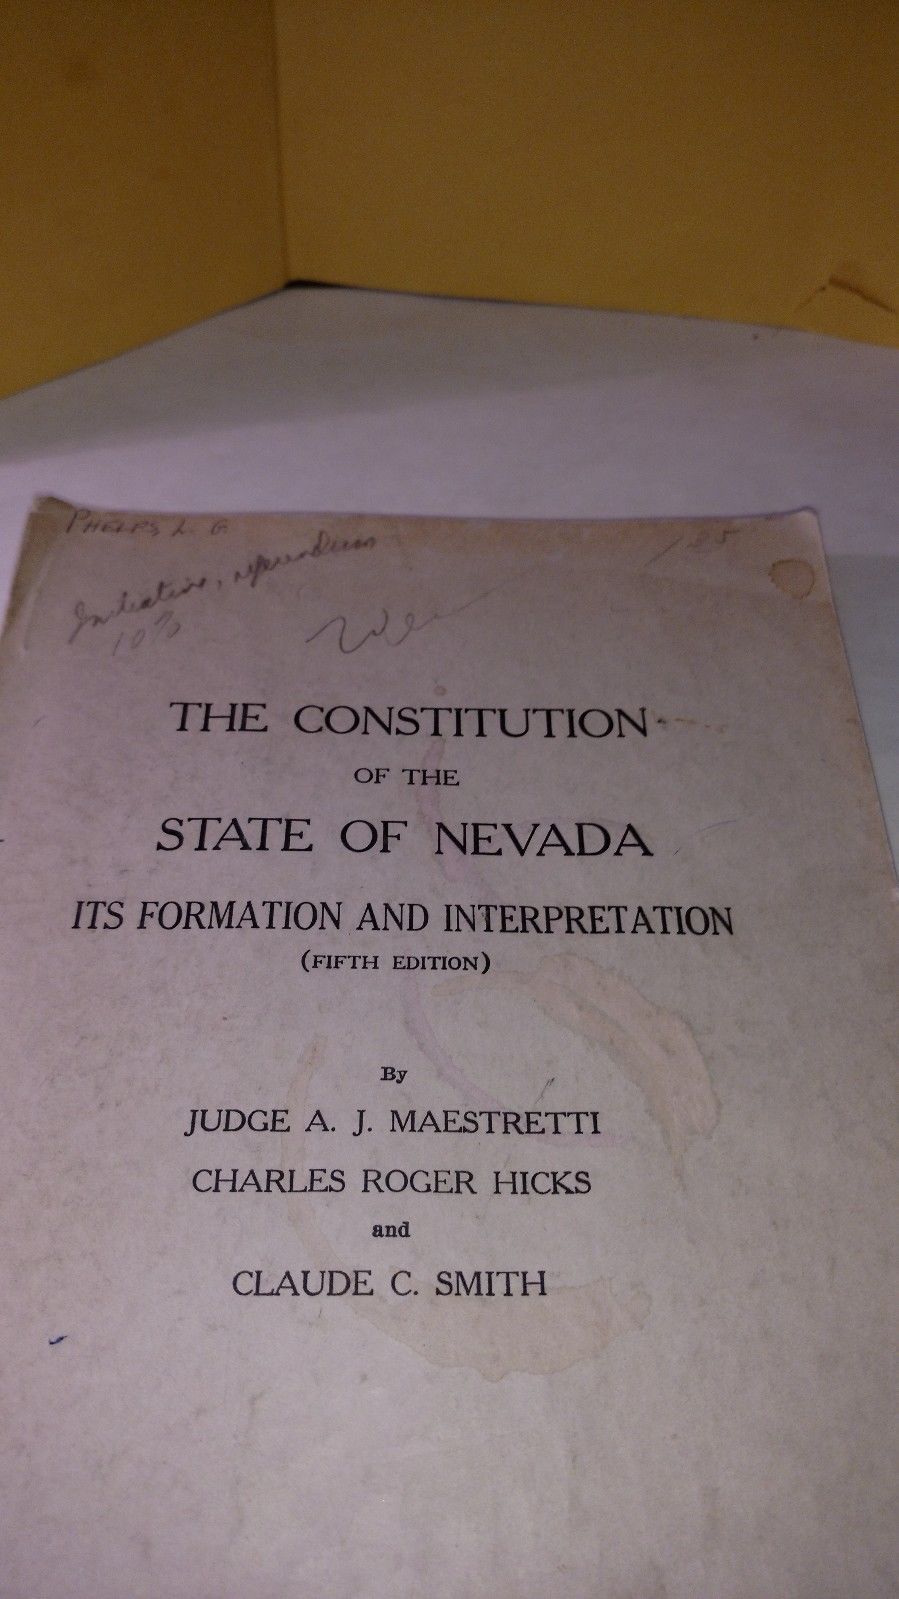 PHELPS L. G
Initiative, referendum
10%
THE CONSTITUTION
OF THE
STATE OF NEVADA
ITS FORMATION AND INTERPRETATION
(FIFTH EDITION)
By
JUDGE A. J. MAESTRETTI
CHARLES ROGER HICKS
and
CLAUDE C. SMITH